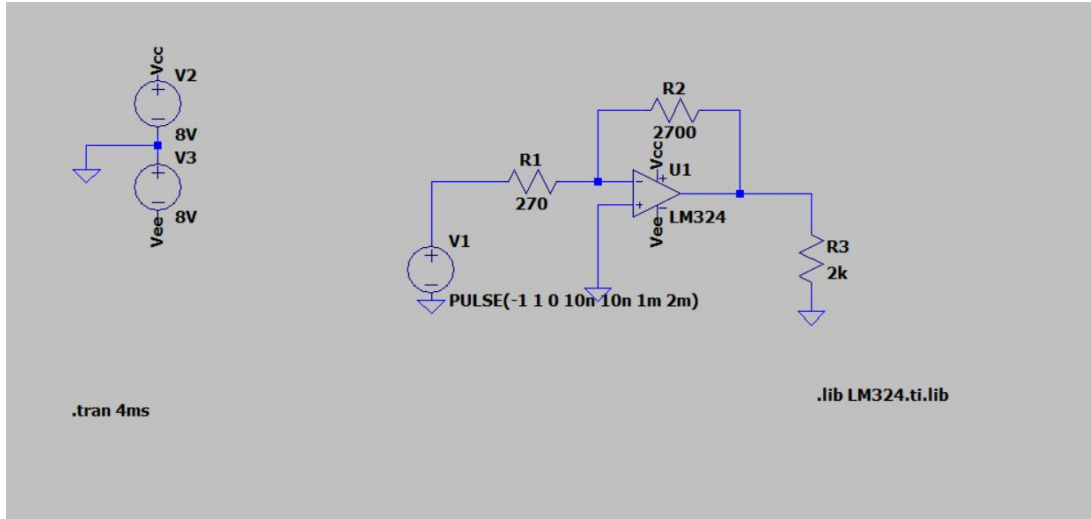 Vcc
V2
8V
V3
8V
Vee
R2
2700
Vcc
U1
R1
270
LM324
Vee
V1
PULSE(-1 1 0 10n 10n 1m 2m)
R3
2k
.tran 4ms
.lib LM324.ti.lib